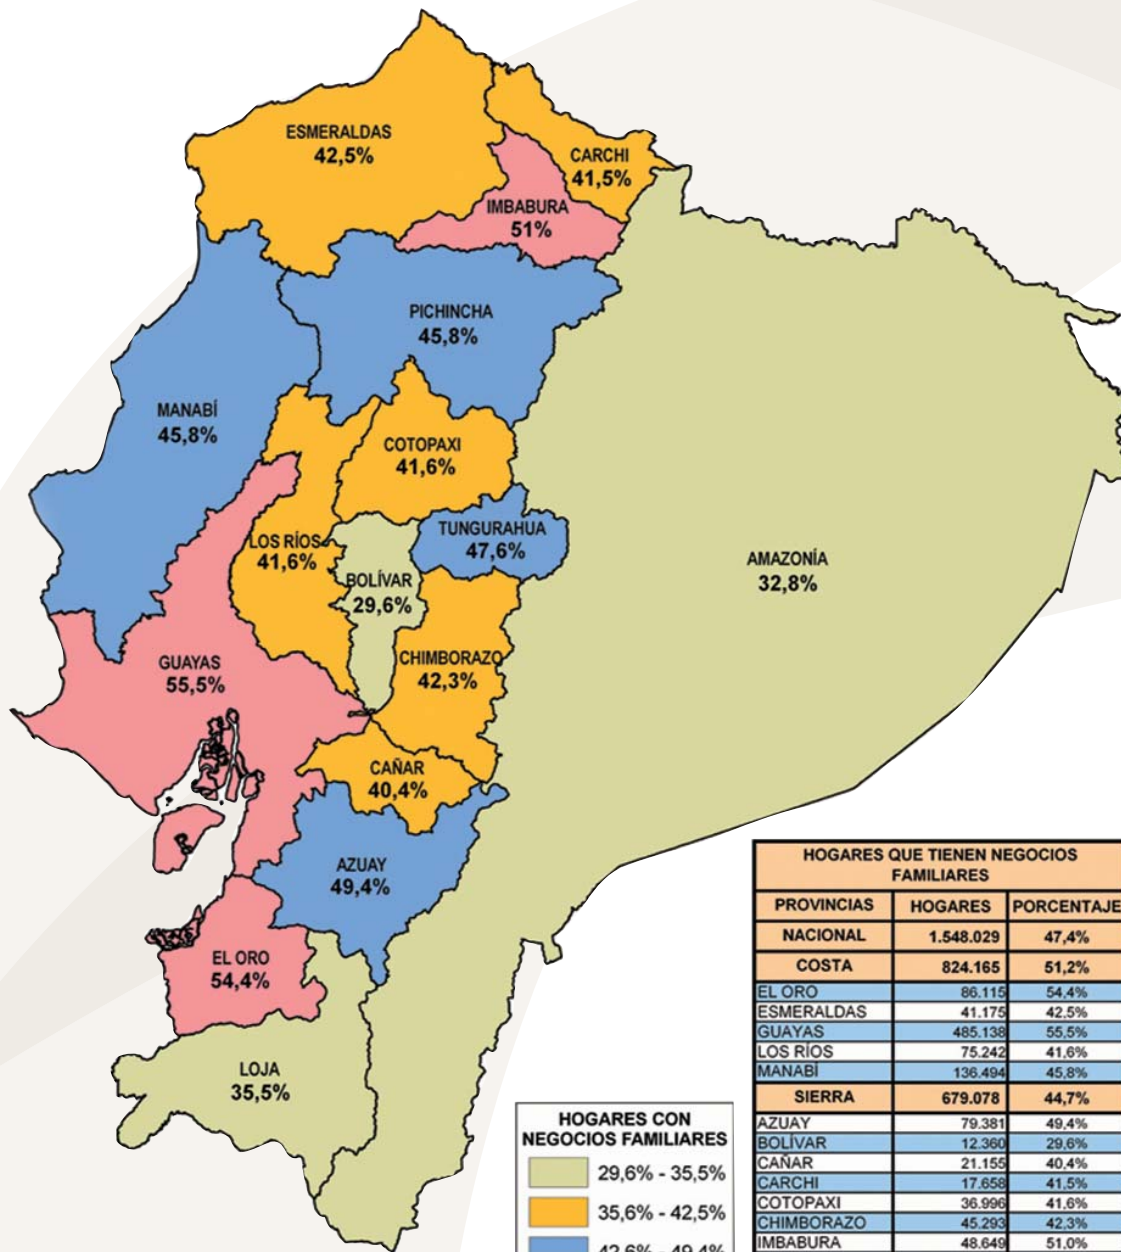 ESMERALDAS
42,5%
CARCHI
41,5%
IMBABURA
51%
PICHINCHA
45,8%
MANABÍ
45,8%
COTOPAXI
41,6%
LOS RÍOS
41,6%
TUNGURAHUA
47,6%
BOLÍVAR
29,6%
AMAZONÍA
32,8%
GUAYAS
55,5%
CHIMBORAZO
42,3%
CAÑAR
40,4%
AZUAY
49,4%
EL ORO
54,4%
LOJA
35,5%
HOGARES CON
NEGOCIOS FAMILIARES
29,6% - 35,5%
35,6% - 42,5%
42,6% - 49,4%
HOGARES QUE TIENEN NEGOCIOS
FAMILIARES
PROVINCIAS HOGARES PORCENTAJE
NACIONAL 1.548.029 47,4%
COSTA 824.165 51,2%
EL ORO 86.115 54,4%
ESMERALDAS 41.175 42,5%
GUAYAS 485.138 55,5%
LOS RÍOS 75.242 41,6%
MANABÍ 136.494 45,8%
SIERRA 679.078 44,7%
AZUAY 79.381 49,4%
BOLÍVAR 12.360 29,6%
CAÑAR 21.155 40,4%
CARCHI 17.658 41,5%
COTOPAXI 36.996 41,6%
CHIMBORAZO 45.293 42,3%
IMBABURA 48.649 51,0%